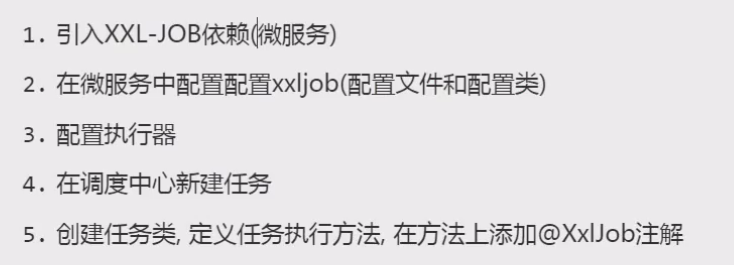 1. 引入XXL-JOB依赖(微服务)
2. 在微服务中配置配置xxljob(配置文件和配置类)
3. 配置执行器
4. 在调度中心新建任务
5. 创建任务类, 定义任务执行方法, 在方法上添加@XxlJob注解